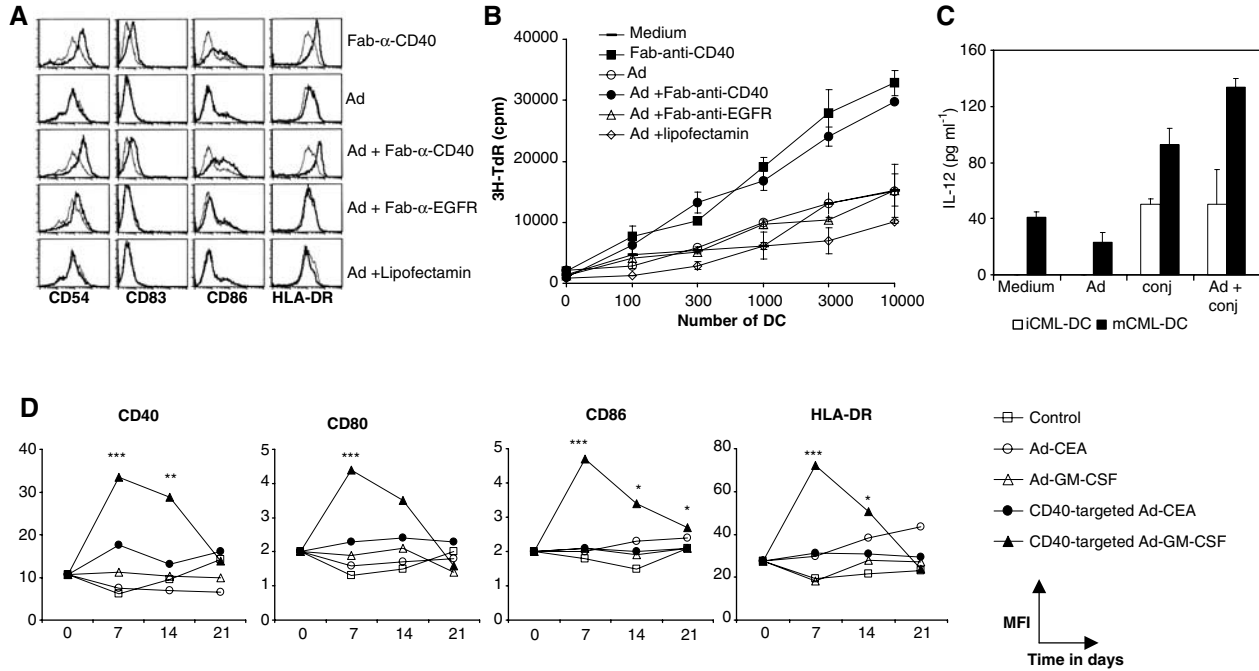 A
Fab-α-CD40
Ad
Ad + Fab-α-CD40
Ad + Fab-α-EGFR
Ad +Lipofectamin
CD54 CD83 CD86 HLA-DR
B
Medium
Fab-anti-CD40
Ad
Ad +Fab-anti-CD40
Ad +Fab-anti-EGFR
Ad +lipofectamin
3H-TdR (cpm)
40000
30000
20000
10000
0
0 100 300 1000 3000 10000
Number of DC
C
IL-12 (pg ml⁻¹)
160
120
80
40
0
Medium Ad conj Ad + conj
iCML-DC mCML-DC
D
CD40
40
30
20
10
0
*** **
0 7 14 21
CD80
5
4
3
2
1
0
***
0 7 14 21
CD86
5
4
3
2
1
0
*** * *
0 7 14 21
HLA-DR
80
60
40
20
0
*** *
0 7 14 21
Control
Ad-CEA
Ad-GM-CSF
CD40-targeted Ad-CEA
CD40-targeted Ad-GM-CSF
MFI
Time in days